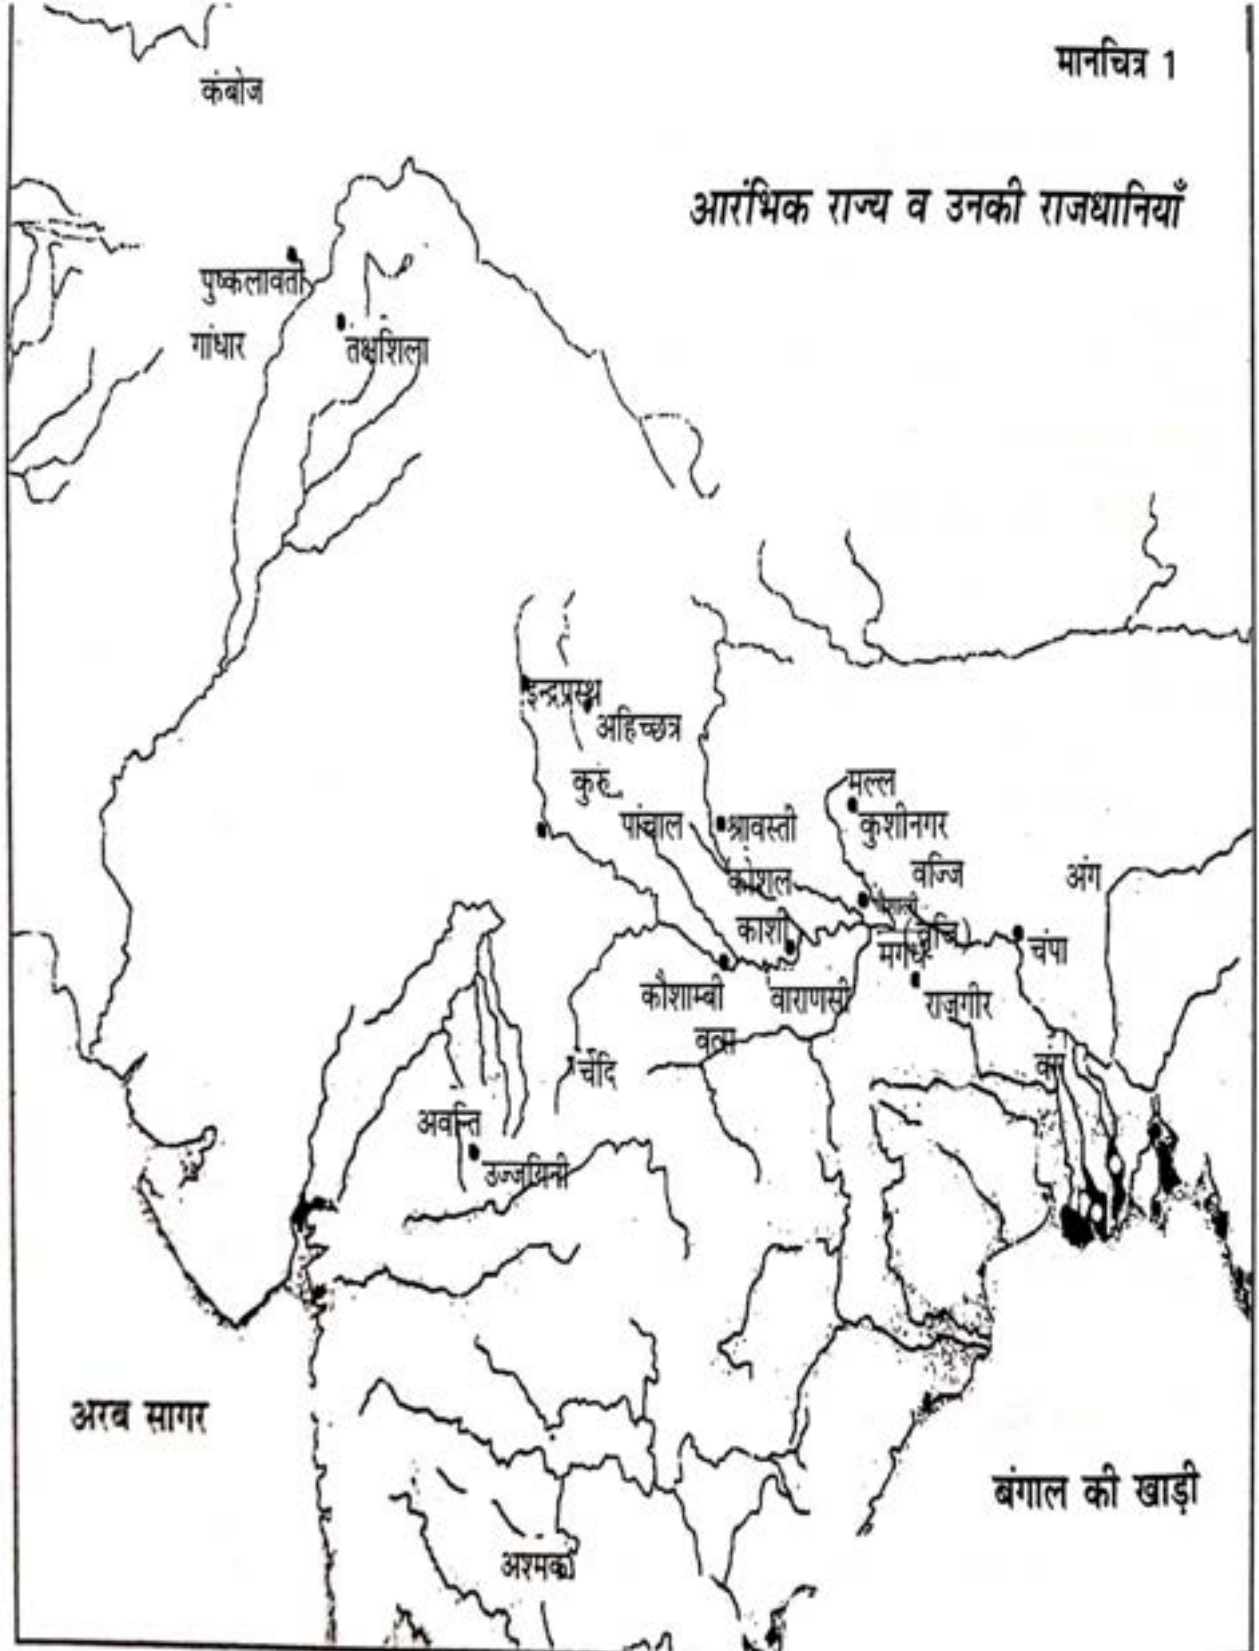 मानचित्र 1
कंबोज
आरंभिक राज्य व उनकी राजधानियाँ
पुष्कलावती
गांधार
तक्षशिला
इन्द्रप्रस्थ
अहिच्छत्र
कुरु
मल्ल
पांचाल
श्रावस्ती
कुशीनगर
कोशल
वज्जि
अंग
वैशाली
काशी
(वृज्जि)
मगध
चंपा
कौशाम्बी
वाराणसी
राजगीर
वत्स
चेदि
वंग
अवन्ति
उज्जयिनी
अरब सागर
बंगाल की खाड़ी
अश्मक